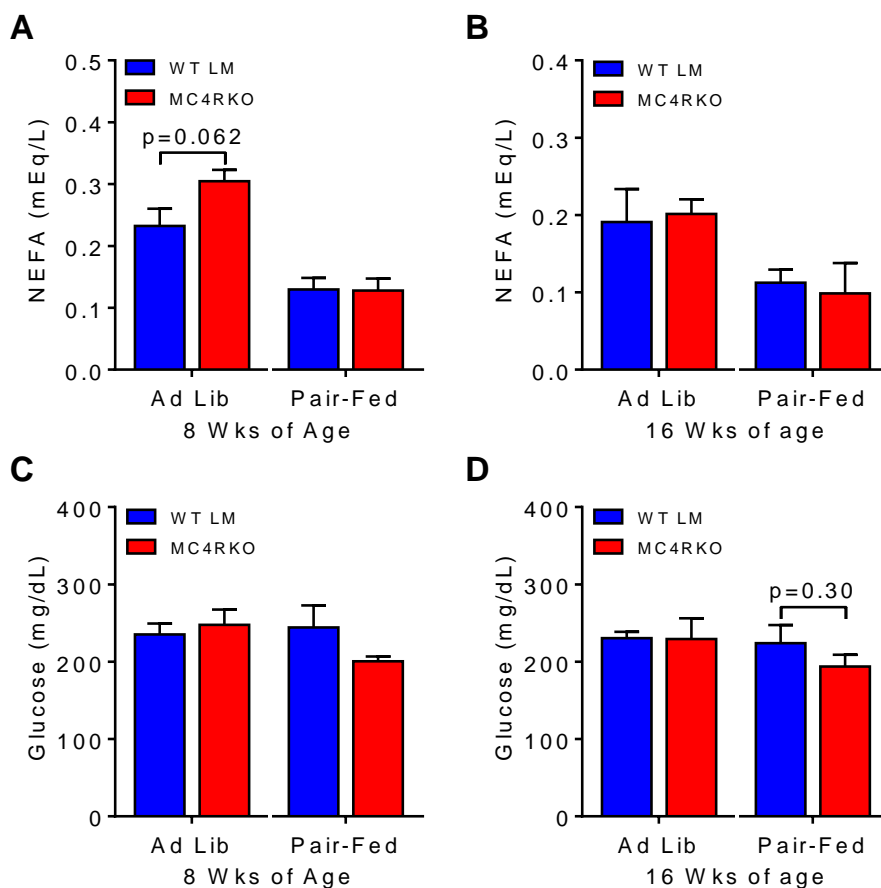 A
NEFA (mEq/L)
0.5
0.4
0.3
0.2
0.1
0.0
WT LM
MC4RKO
p=0.062
Ad Lib Pair-Fed
8 Wks of Age
B
NEFA (mEq/L)
0.4
0.3
0.2
0.1
0.0
WT LM
MC4RKO
Ad Lib Pair-Fed
16 Wks of age
C
Glucose (mg/dL)
400
300
200
100
0
WT LM
MC4RKO
Ad Lib Pair-Fed
8 Wks of Age
D
Glucose (mg/dL)
400
300
200
100
0
WT LM
MC4RKO
p=0.30
Ad Lib Pair-Fed
16 Wks of age